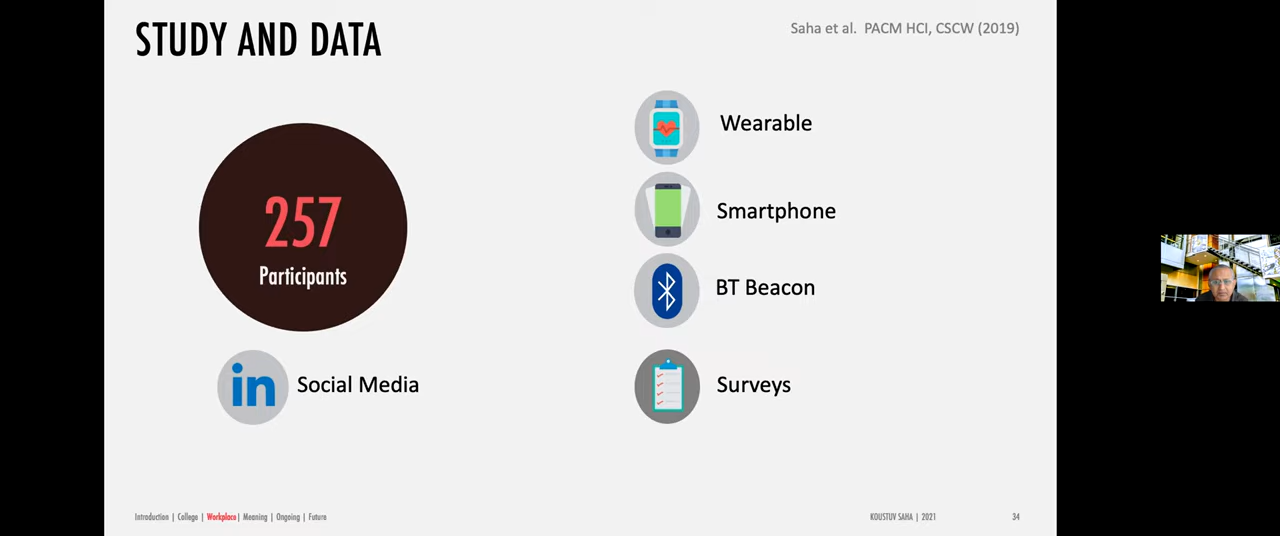 STUDY AND DATA
Saha et al. PACM HCI, CSCW (2019)
257
Participants
in Social Media
Wearable
Smartphone
BT Beacon
Surveys
Introduction | College | Workplace | Meaning | Ongoing | Future
KOUSTUV SAHA | 2021
34